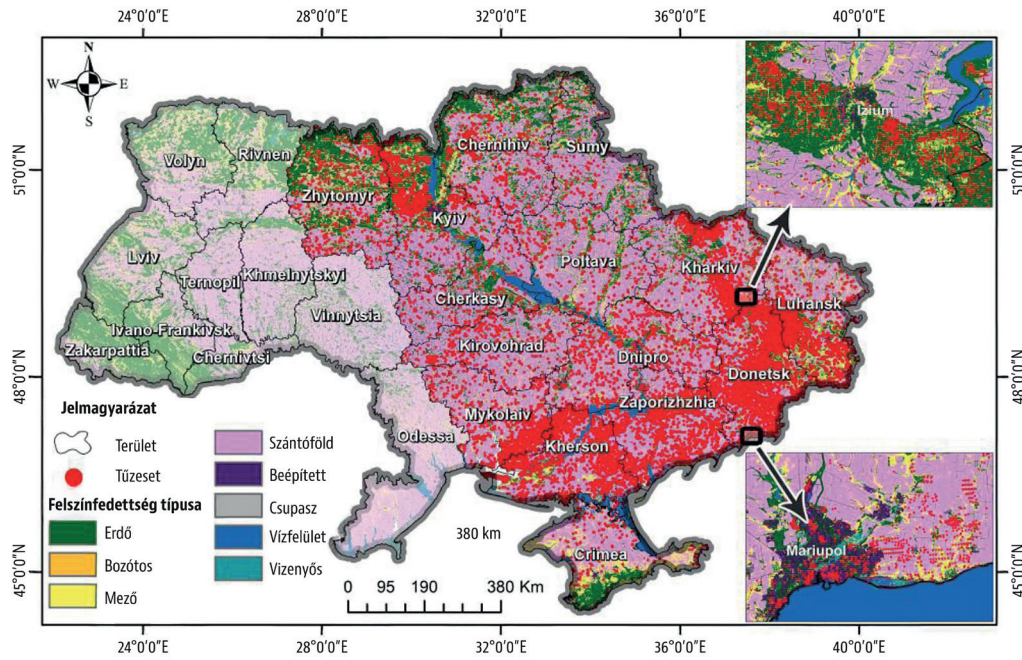 24°0'0"E
28°0'0"E
32°0'0"E
36°0'0"E
40°0'0"E
51°0'0"N
48°0'0"N
45°0'0"N
51°0'0"N
48°0'0"N
45°0'0"N
N
W
E
S
Volyn
Rivnen
Zhytomyr
Kyiv
Chernihiv
Sumy
Lviv
Ternopil
Khmelnytskyi
Vinnytsia
Ivano-Frankivsk
Zakarpattia
Chernivtsi
Cherkasy
Poltava
Kharkiv
Luhansk
Kirovohrad
Dnipro
Donetsk
Zaporizhzhia
Mykolaiv
Kherson
Odessa
Crimea
Izium
Mariupol
Jelmagyarázat
Terület
Tűzeset
Felszínfedettség típusa
Erdő
Bozótos
Mező
Szántóföld
Beépített
Csupasz
Vízfelület
Vizenyős
380 km
0 95 190 380 Km
24°0'0"E
28°0'0"E
32°0'0"E
36°0'0"E
40°0'0"E